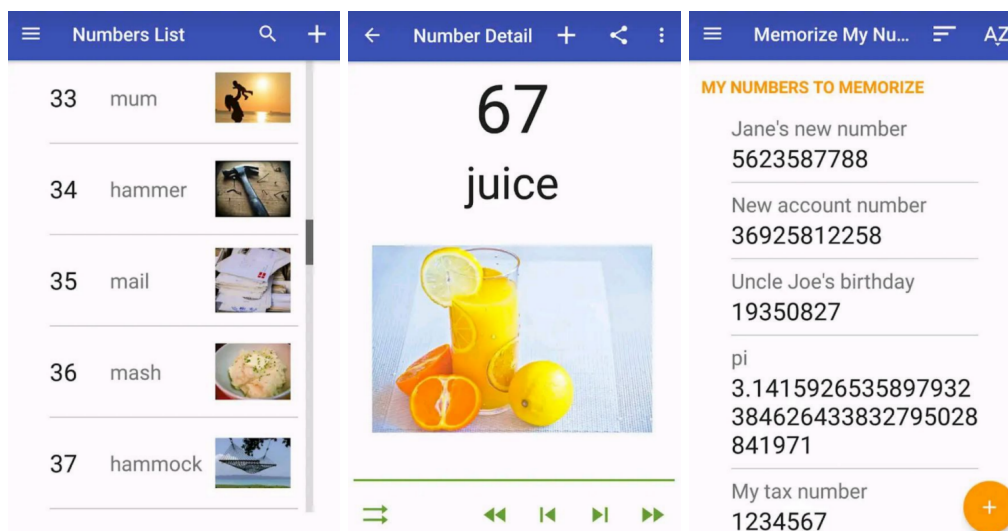 Numbers List
33 mum
34 hammer
35 mail
36 mash
37 hammock
Number Detail
67
juice
Memorize My Nu...
AZ
MY NUMBERS TO MEMORIZE
Jane's new number
5623587788
New account number
36925812258
Uncle Joe's birthday
19350827
pi
3.1415926535897932
384626433832795028
841971
My tax number
1234567